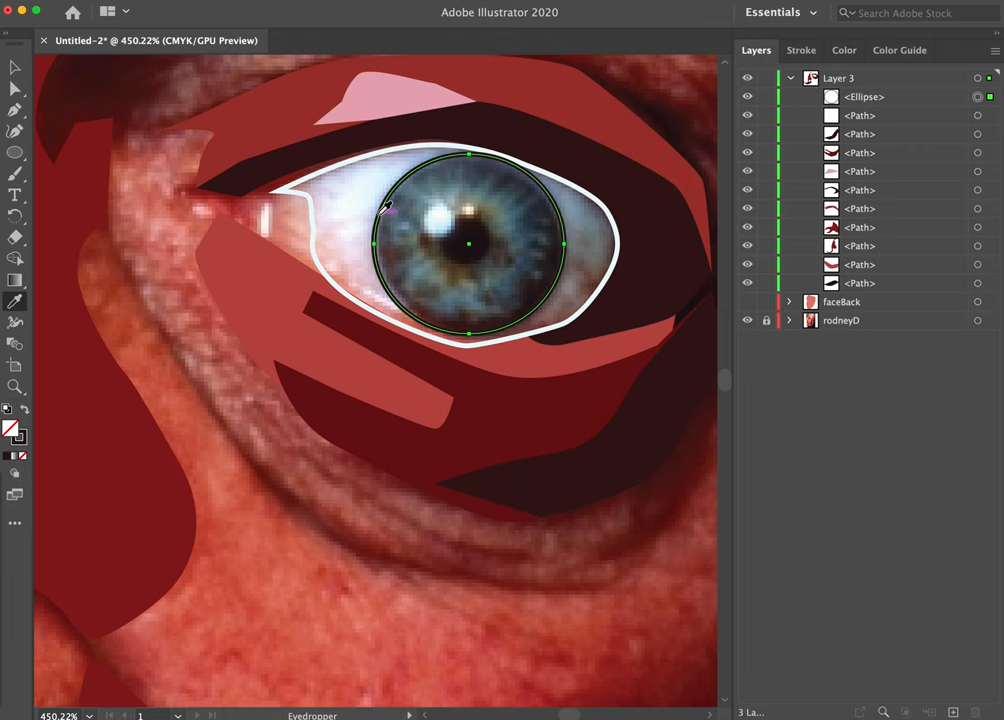 Adobe Illustrator 2020
Essentials
Search Adobe Stock
Untitled-2* @ 450.22% (CMYK/GPU Preview)
Layers
Stroke
Color
Color Guide
Layer 3
<Ellipse>
<Path>
<Path>
<Path>
<Path>
<Path>
<Path>
<Path>
<Path>
<Path>
<Path>
faceBack
rodneyD
450.22%
1
Eyedropper
3 La...